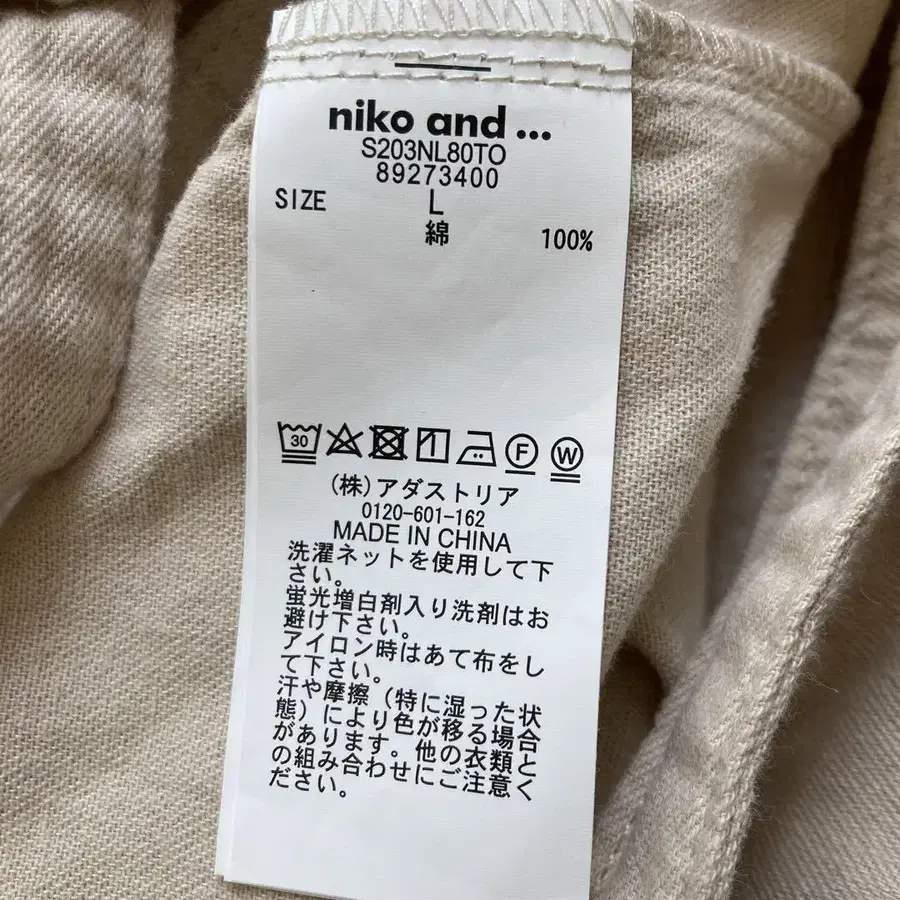 niko and ...
S203NL80TO
89273400
SIZE L
綿 100%
30 F W
(株)アダストリア
0120-601-162
MADE IN CHINA
洗濯ネットを使用して下
さい。
蛍光増白剤入り洗剤はお
避け下さい。
アイロン時はあて布をし
て下さい。
汗や摩擦（特に湿った状
態）により色が移る場合
があります。他の衣類と
の組み合わせにご注意く
ださい。